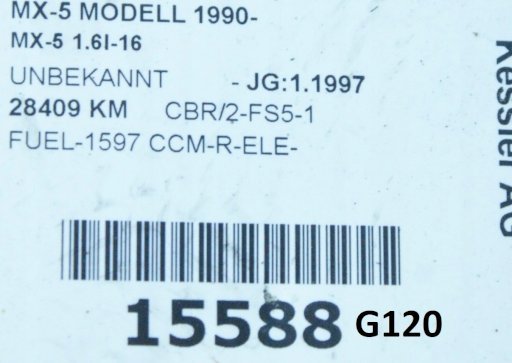 MX-5 MODELL 1990-
MX-5 1.6I-16
UNBEKANNT - JG:1.1997
28409 KM CBR/2-FS5-1
FUEL-1597 CCM-R-ELE-
Kessler AG
15588 G120